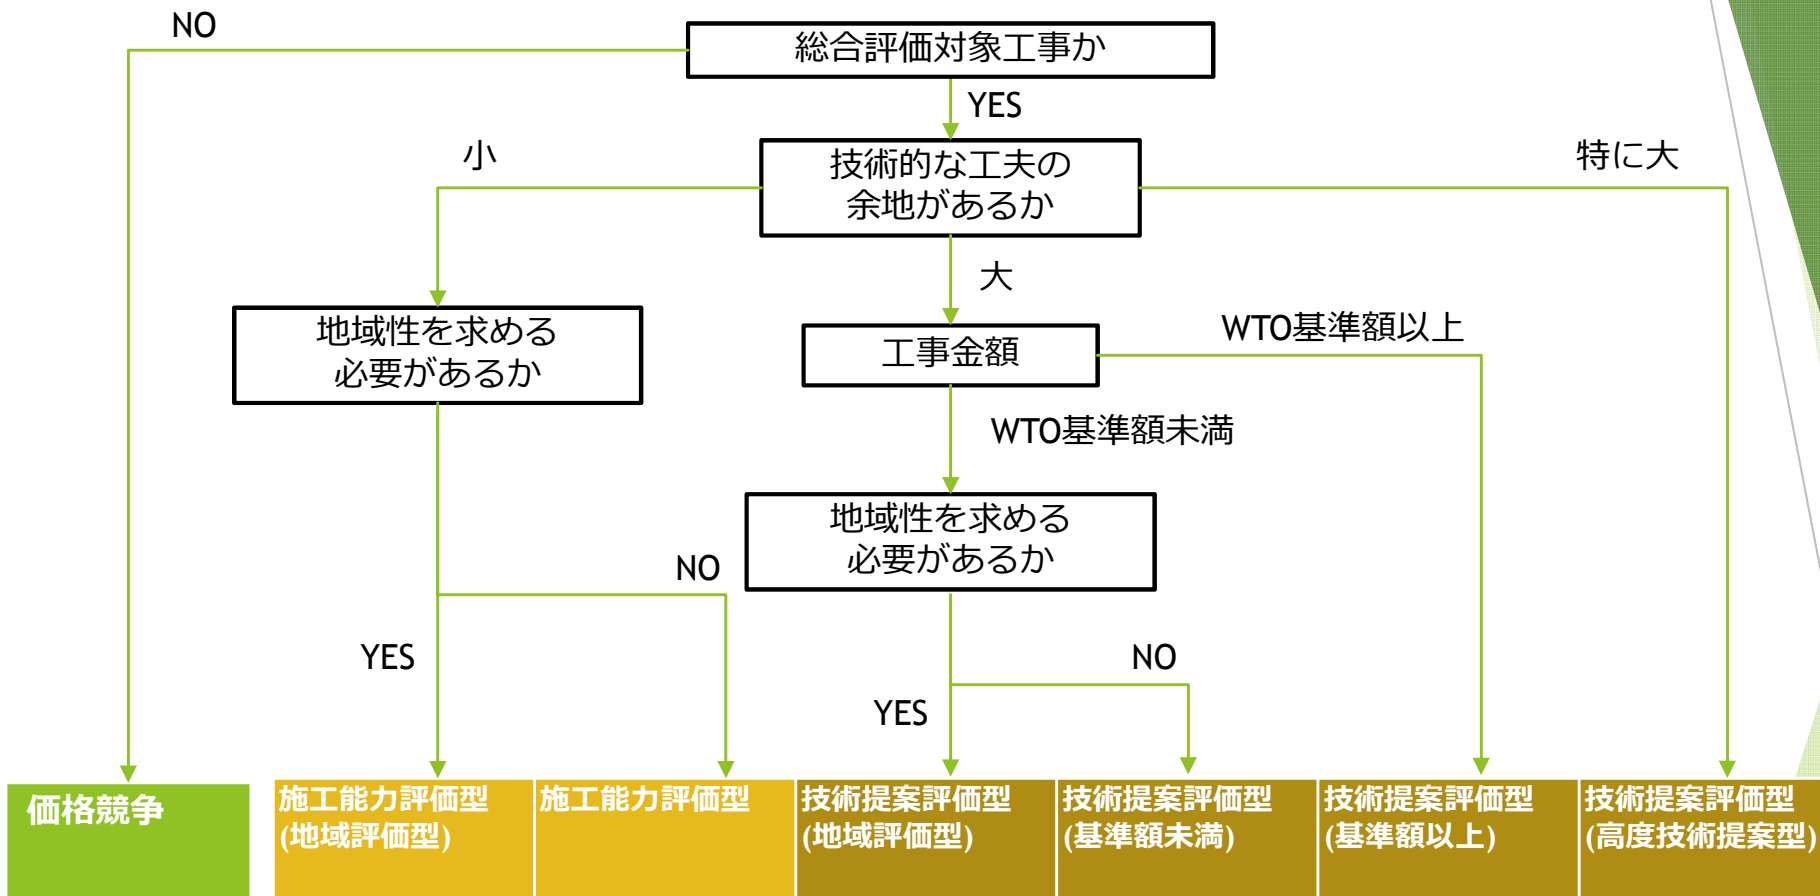 NO
総合評価対象工事か
YES
小
技術的な工夫の
余地があるか
特に大
大
地域性を求める
必要があるか
工事金額
WTO基準額以上
WTO基準額未満
地域性を求める
必要があるか
NO
YES
NO
YES
価格競争
施工能力評価型
(地域評価型)
施工能力評価型
技術提案評価型
(地域評価型)
技術提案評価型
(基準額未満)
技術提案評価型
(基準額以上)
技術提案評価型
(高度技術提案型)